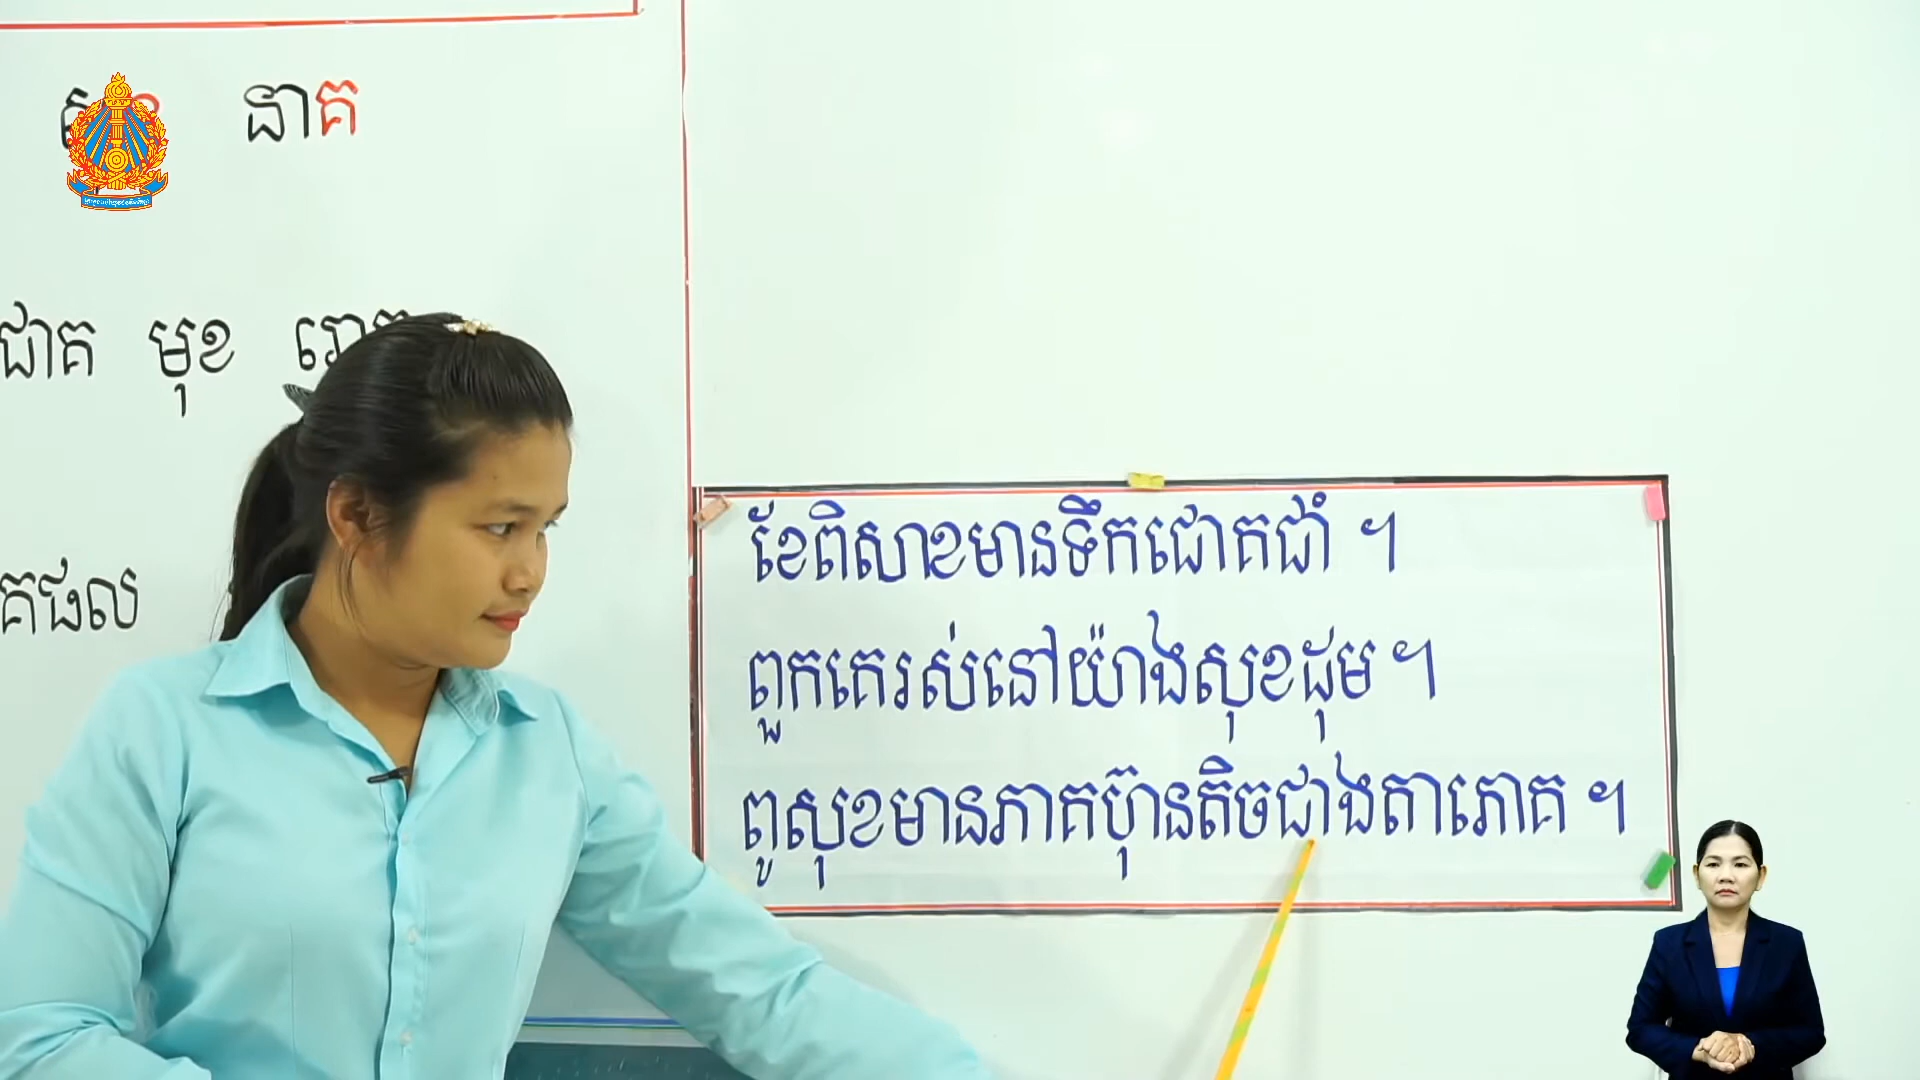 នាគ
ជោគ មុខ
គផល
ខែពិសាខមានទឹកជោគជាំ ។
ពួកគេរស់នៅយ៉ាងសុខដុម ។
ពូសុខមានភាគហ៊ុនតិចជាងតាភោគ ។